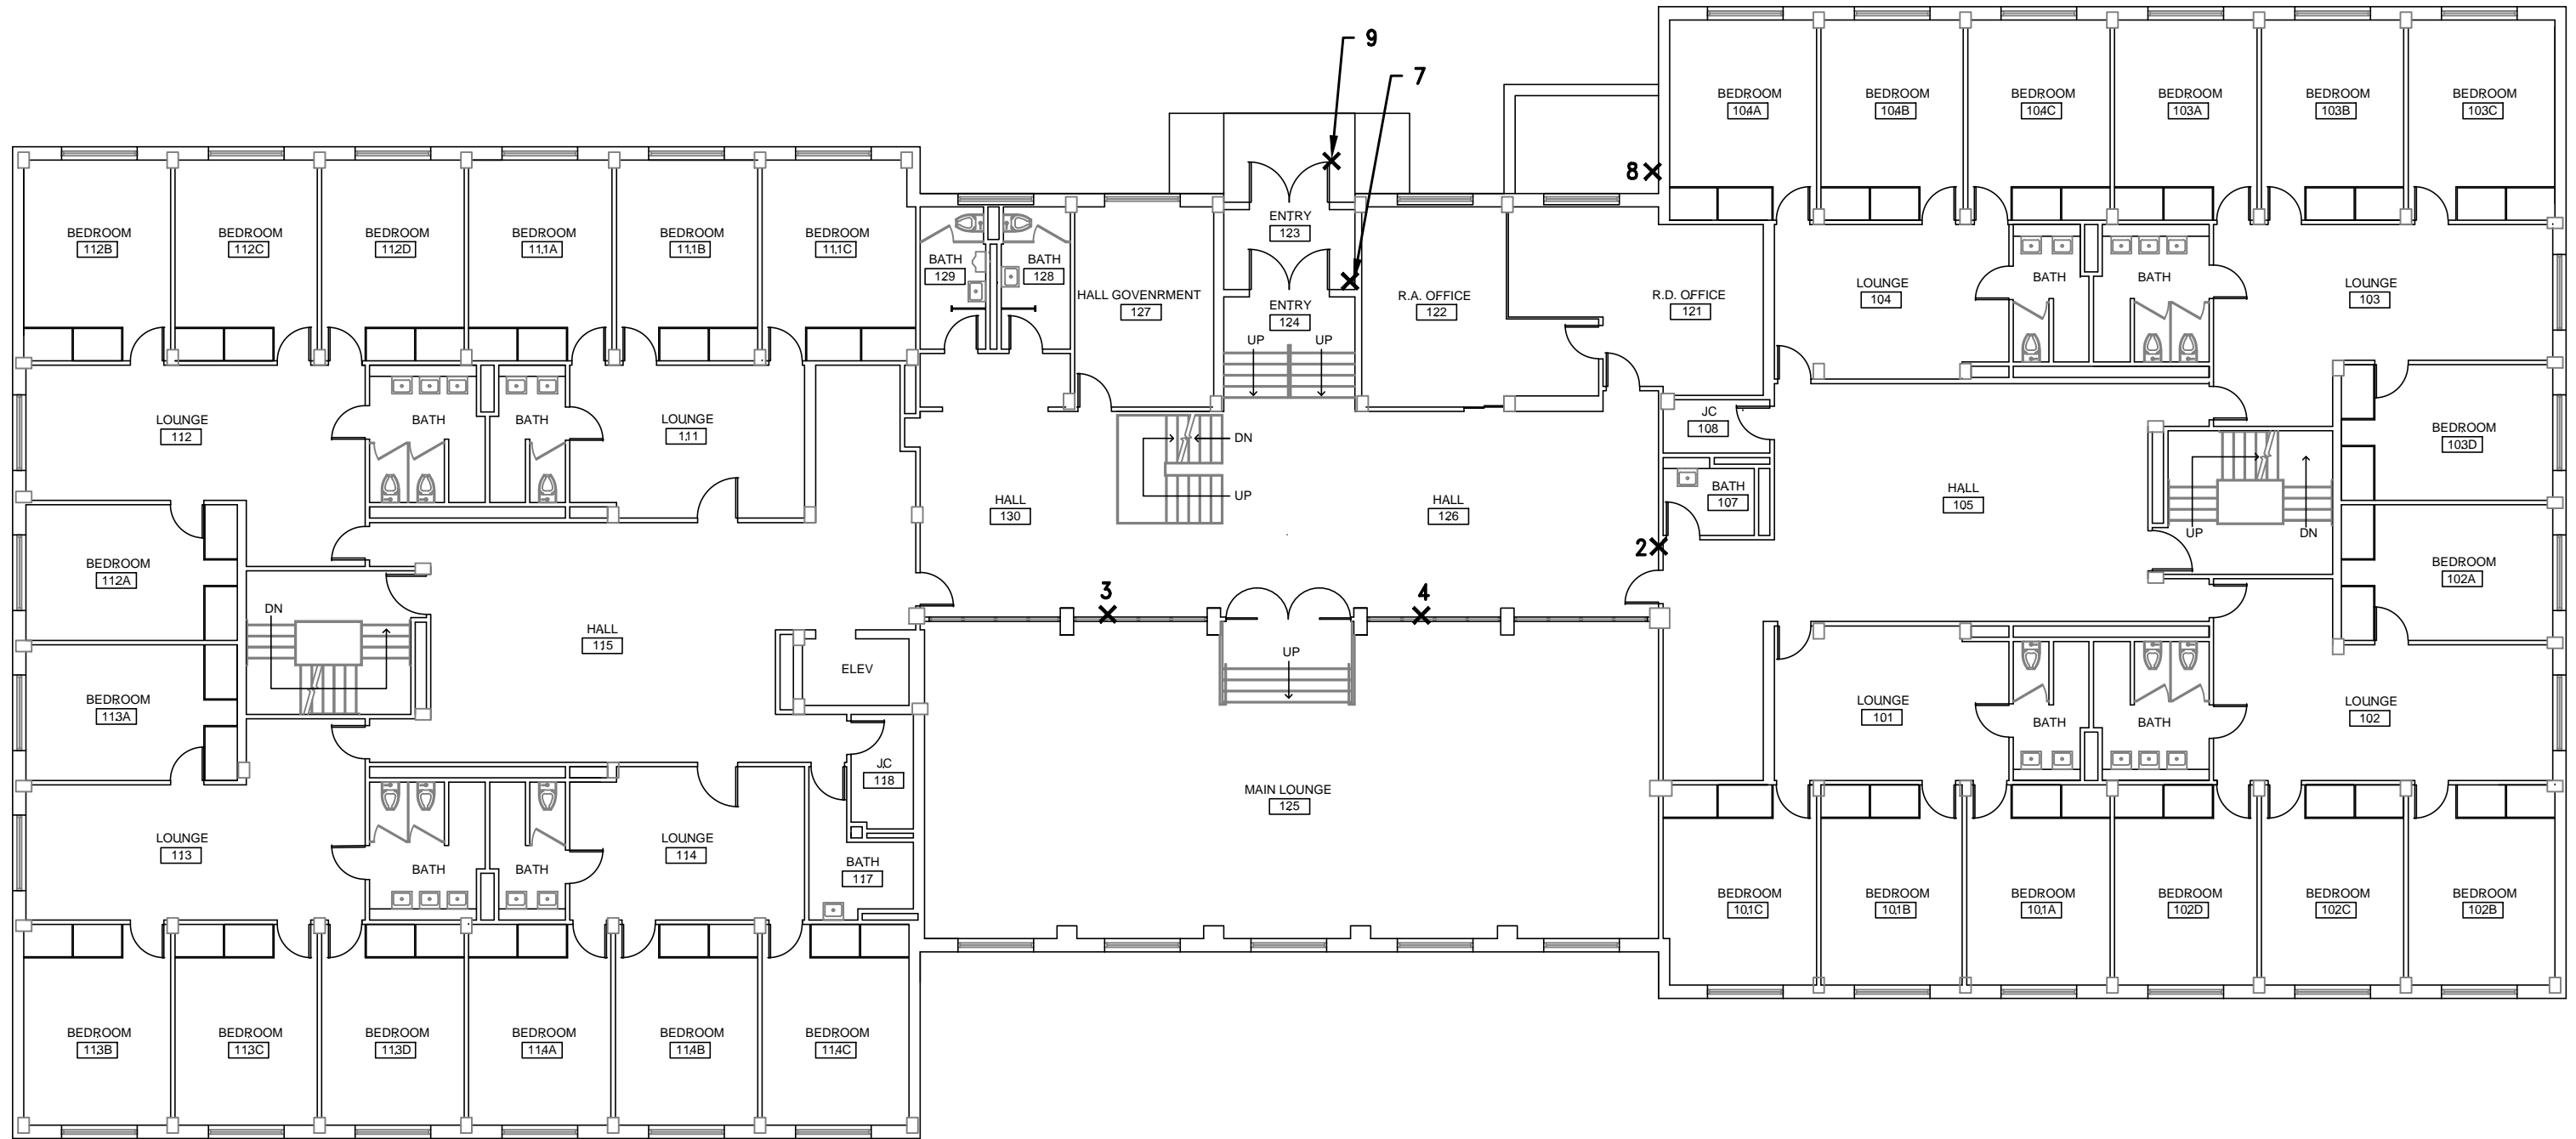 9
7
BEDROOM
104A
BEDROOM
104B
BEDROOM
104C
BEDROOM
103A
BEDROOM
103B
BEDROOM
103C
8
BEDROOM
112B
BEDROOM
112C
BEDROOM
112D
BEDROOM
111A
BEDROOM
111B
BEDROOM
111C
BATH
129
BATH
128
HALL GOVENRMENT
127
ENTRY
123
ENTRY
124
UP
UP
R.A. OFFICE
122
R.D. OFFICE
121
LOUNGE
104
BATH
BATH
LOUNGE
103
LOUNGE
112
BATH
BATH
LOUNGE
111
DN
UP
HALL
130
HALL
126
JC
108
BATH
107
HALL
105
BEDROOM
103D
UP
DN
2
BEDROOM
112A
BEDROOM
102A
3
4
DN
HALL
115
ELEV
UP
BEDROOM
113A
LOUNGE
101
BATH
BATH
LOUNGE
102
J.C
118
MAIN LOUNGE
125
LOUNGE
113
BATH
BATH
LOUNGE
114
BATH
117
BEDROOM
101C
BEDROOM
101B
BEDROOM
101A
BEDROOM
102D
BEDROOM
102C
BEDROOM
102B
BEDROOM
113B
BEDROOM
113C
BEDROOM
113D
BEDROOM
114A
BEDROOM
114B
BEDROOM
114C